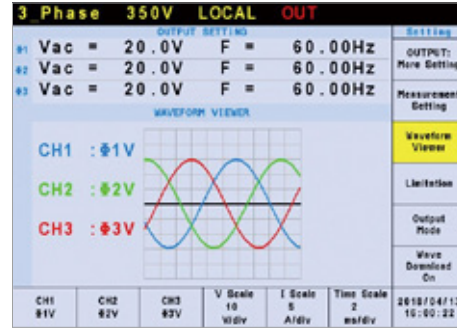 3_Phase 350V LOCAL OUT
OUTPUT SETTING
Φ1 Vac = 20.0V F = 60.00Hz
Φ2 Vac = 20.0V F = 60.00Hz
Φ3 Vac = 20.0V F = 60.00Hz
WAVEFORM VIEWER
CH1 :Φ1V
CH2 :Φ2V
CH3 :Φ3V
Setting
OUTPUT:
More Setting
Measurement
Setting
Waveform
Viewer
Limitation
Output
Mode
Wave
Download
On
CH1
Φ1V
CH2
Φ2V
CH3
Φ3V
V Scale
10
V/div
I Scale
5
A/div
Time Scale
2
ms/div
2018/04/13
16:00:22